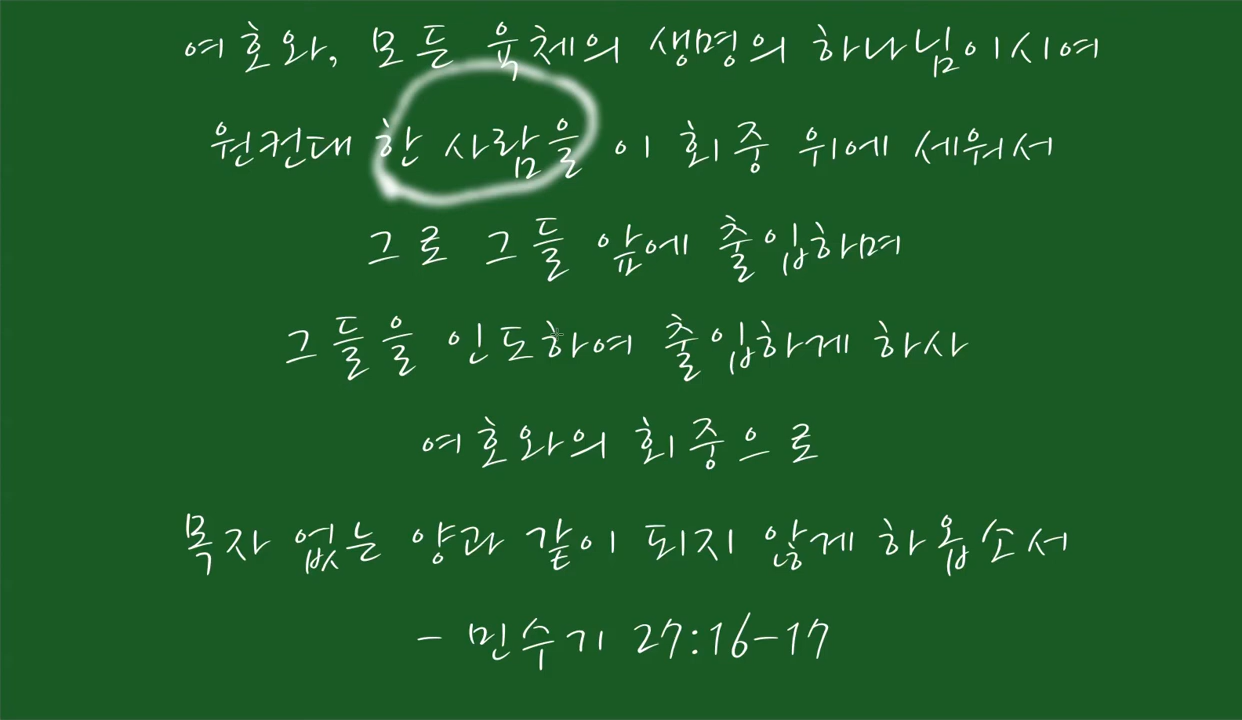 여호와, 모든 육체의 생명의 하나님이시여
원컨대 한 사람을 이 회중 위에 세워서
그로 그들 앞에 출입하며
그들을 인도하여 출입하게 하사
여호와의 회중으로
목자 없는 양과 같이 되지 않게 하옵소서
- 민수기 27:16-17